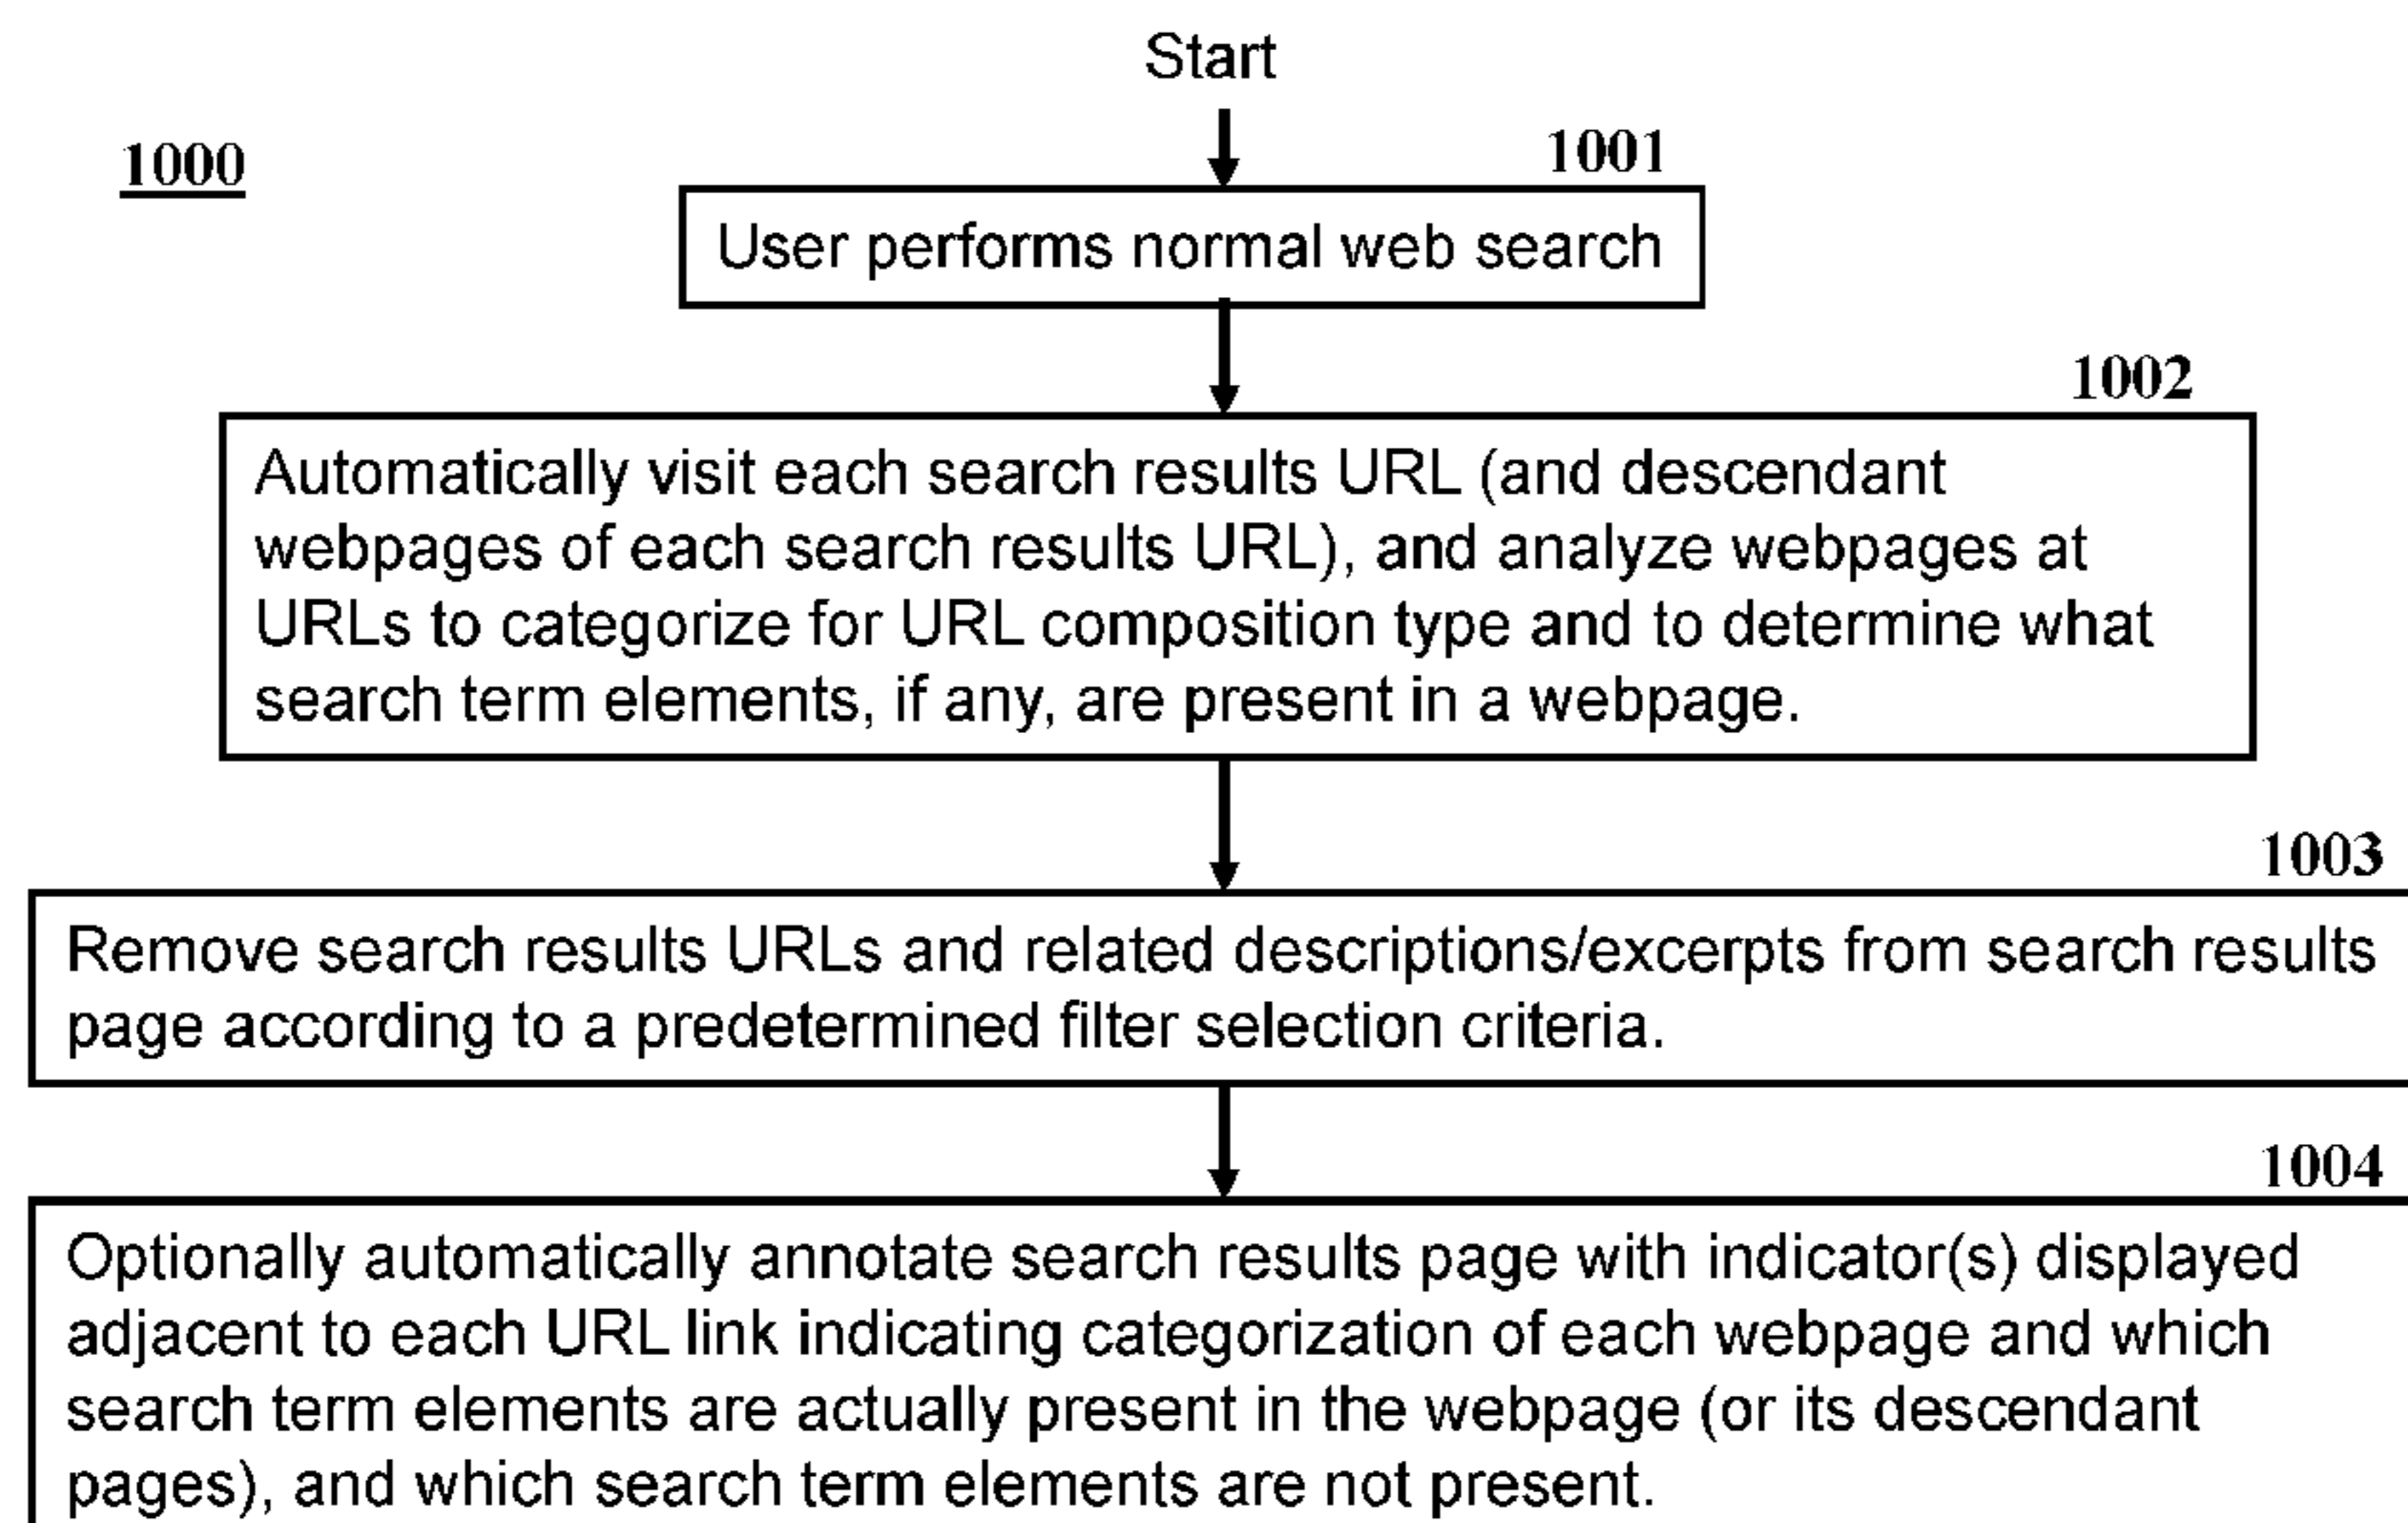 Start
1000
1001
User performs normal web search
1002
Automatically visit each search results URL (and descendant
webpages of each search results URL), and analyze webpages at
URLs to categorize for URL composition type and to determine what
search term elements, if any, are present in a webpage.
1003
Remove search results URLs and related descriptions/excerpts from search results
page according to a predetermined filter selection criteria.
1004
Optionally automatically annotate search results page with indicator(s) displayed
adjacent to each URL link indicating categorization of each webpage and which
search term elements are actually present in the webpage (or its descendant
pages), and which search term elements are not present.